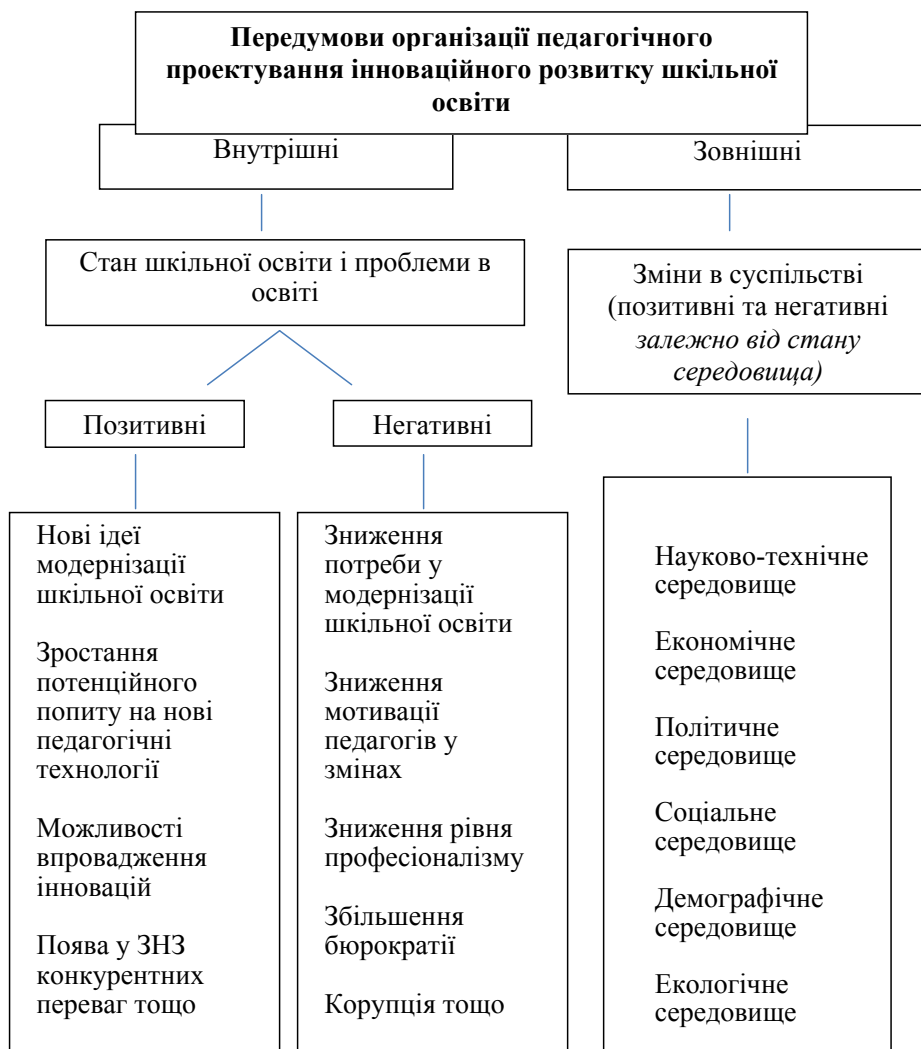 Передумови організації педагогічного
проектування інноваційного розвитку шкільної
освіти
Внутрішні
Зовнішні
Стан шкільної освіти і проблеми в
освіті
Зміни в суспільстві
(позитивні та негативні
залежно від стану
середовища)
Позитивні
Негативні
Нові ідеї
модернізації
шкільної освіти
Зростання
потенційного
попиту на нові
педагогічні
технології
Можливості
впровадження
інновацій
Поява у ЗНЗ
конкурентних
переваг тощо
Зниження
потреби у
модернізації
шкільної освіти
Зниження
мотивації
педагогів у
змінах
Зниження рівня
професіоналізму
Збільшення
бюрократії
Корупція тощо
Науково-технічне
середовище
Економічне
середовище
Політичне
середовище
Соціальне
середовище
Демографічне
середовище
Екологічне
середовище